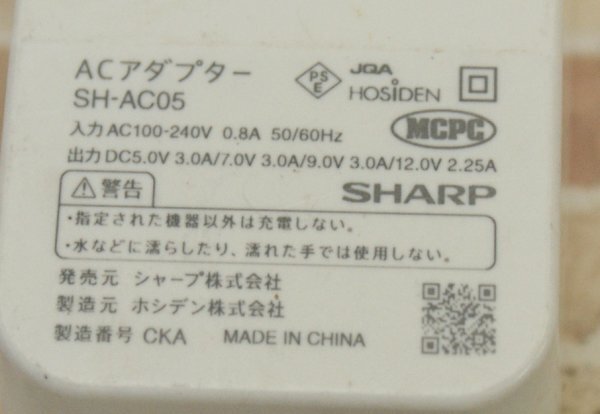 ACアダプター
SH-AC05
PS
E
JQA
HOSIDEN
入力 AC100-240V 0.8A 50/60Hz
MCPC
出力 DC5.0V 3.0A/7.0V 3.0A/9.0V 3.0A/12.0V 2.25A
警告
SHARP
・指定された機器以外は充電しない。
・水などに濡らしたり、濡れた手では使用しない。
発売元 シャープ株式会社
製造元 ホシデン株式会社
製造番号 CKA MADE IN CHINA